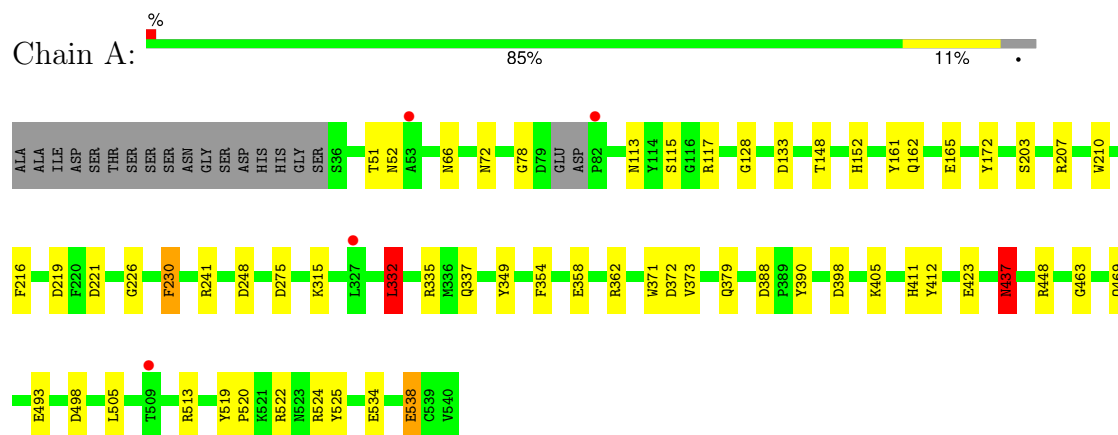 %
Chain A:
85% 11% •
ALA ALA ILE ASP SER THR SER SER SER ASN GLY SER ASP HIS HIS GLY SER S36 T51 N52 A53 N66 N72 G78 D79 GLU ASP P82 N113 Y114 S115 G116 R117 G128 D133 T148 H152 Y161 Q162 E165 Y172 S203 R207 W210
F216 D219 F220 D221 G226 F230 R241 D248 D275 K315 L327 L332 R335 M336 Q337 Y349 F354 E358 R362 W371 D372 V373 Q379 D388 P389 Y390 D398 K405 H411 Y412 E423 N437 R448 G463
E493 D498 L505 T509 R513 Y519 P520 K521 R522 N523 R524 Y525 E534 E538 C539 V540